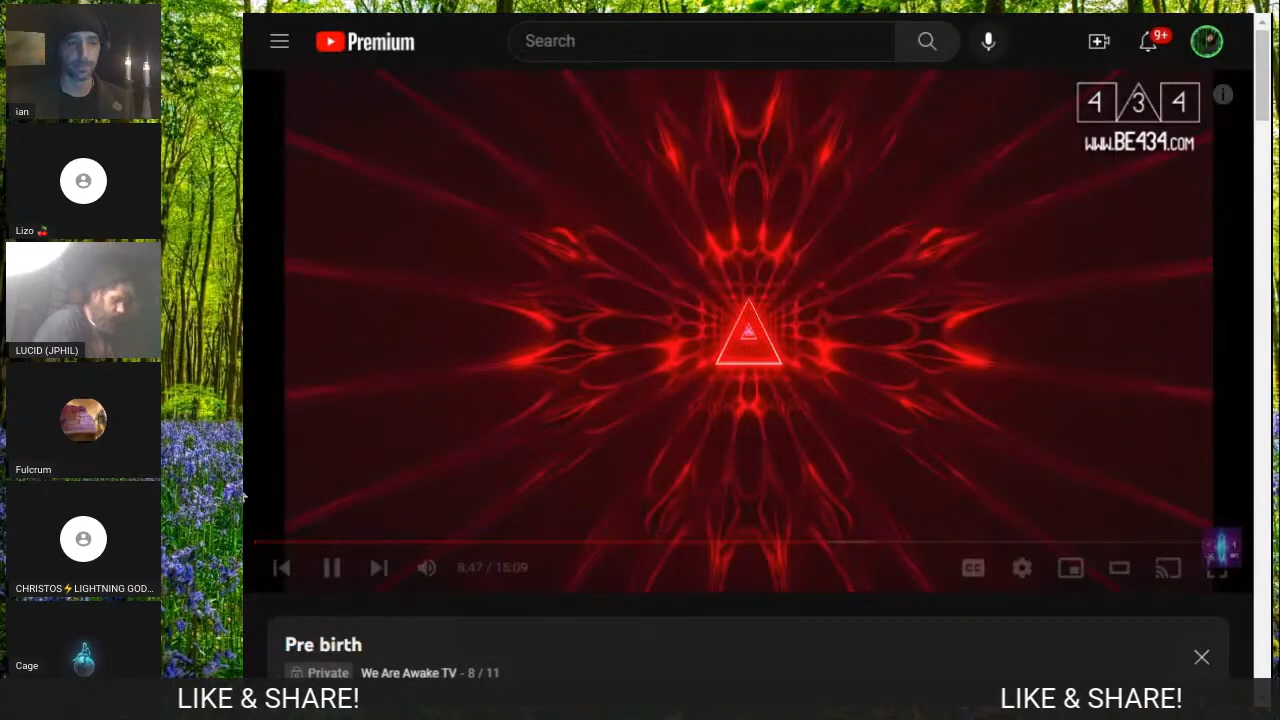 Premium
Search
9+
4 3 4
www.BE434.com
ian
Lizo 🍒
LUCID (JPHIL)
Fulcrum
CHRISTOS⚡LIGHTNING GOD...
Cage
8:47 / 15:09
CC
Pre birth
Private We Are Awake TV - 8 / 11
LIKE & SHARE! LIKE & SHARE!